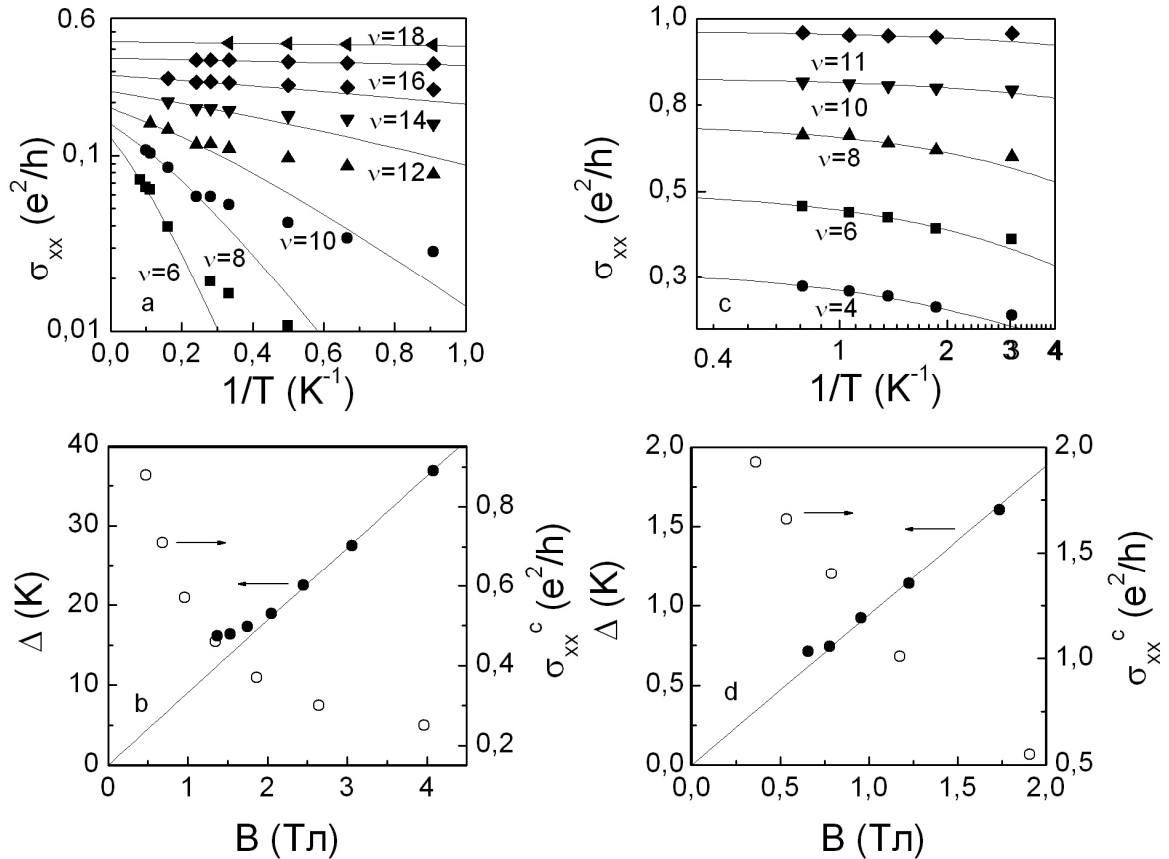 0.6
0.1
0,01
σxx (e²/h)
ν=18
ν=16
ν=14
ν=12
ν=10
ν=8
ν=6
a
0,0 0,2 0,4 0,6 0,8 1,0
1/T (K⁻¹)
1,0
0.8
0.5
0.3
σxx (e²/h)
ν=11
ν=10
ν=8
ν=6
ν=4
c
0.4 1 2 3 4
1/T (K⁻¹)
40
30
25
20
15
10
5
0
Δ (K)
0,8
0,6
0,4
0,2
σxxᶜ (e²/h)
b
0 1 2 3 4
B (Тл)
2,0
1,5
1,0
0,5
0,0
Δ (K)
2,0
1,5
1,0
0,5
σxxᶜ (e²/h)
d
0,0 0,5 1,0 1,5 2,0
B (Тл)